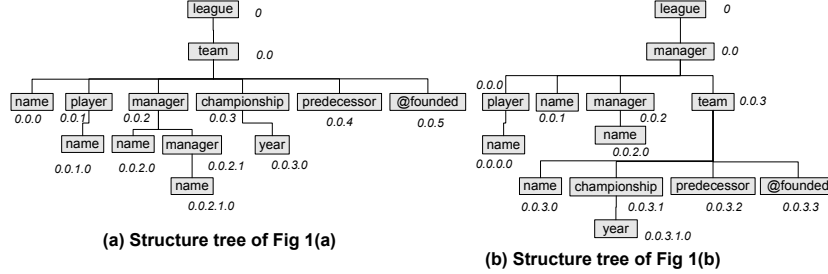 league 0
team 0.0
name player manager championship predecessor @founded
0.0.0 0.0.1 0.0.2 0.0.3 0.0.4 0.0.5
name name manager year
0.0.1.0 0.0.2.0 0.0.2.1 0.0.3.0
name
0.0.2.1.0
(a) Structure tree of Fig 1(a)
league 0
manager 0.0
0.0.0
player name manager team 0.0.3
0.0.1 0.0.2
name name
0.0.0.0 0.0.2.0
name championship predecessor @founded
0.0.3.0 0.0.3.1 0.0.3.2 0.0.3.3
year 0.0.3.1.0
(b) Structure tree of Fig 1(b)